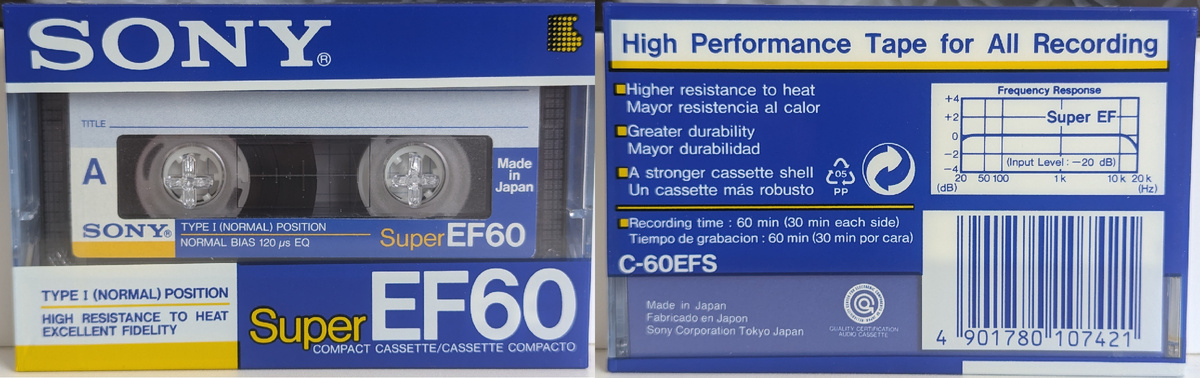 SONY®
TITLE
A
Made
in
Japan
SONY®
TYPE I (NORMAL) POSITION
NORMAL BIAS 120 µs EQ
Super EF60
TYPE I (NORMAL) POSITION
HIGH RESISTANCE TO HEAT
EXCELLENT FIDELITY
Super EF60
COMPACT CASSETTE/CASSETTE COMPACTO
High Performance Tape for All Recording
Higher resistance to heat
Mayor resistencia al calor
Greater durability
Mayor durabilidad
A stronger cassette shell
Un cassette más robusto
05
PP
Recording time : 60 min (30 min each side)
Tiempo de grabacion : 60 min (30 min por cara)
C-60EFS
Frequency Response
+4
+2
0
-2
-4
(dB)
Super EF
(Input Level : -20 dB)
20 50 100 1 k 10 k 20 k
(Hz)
Made in Japan
Fabricado en Japon
Sony Corporation Tokyo Japan
QUALITY CERTIFICATION
AUDIO CASSETTE
4 901780 107421